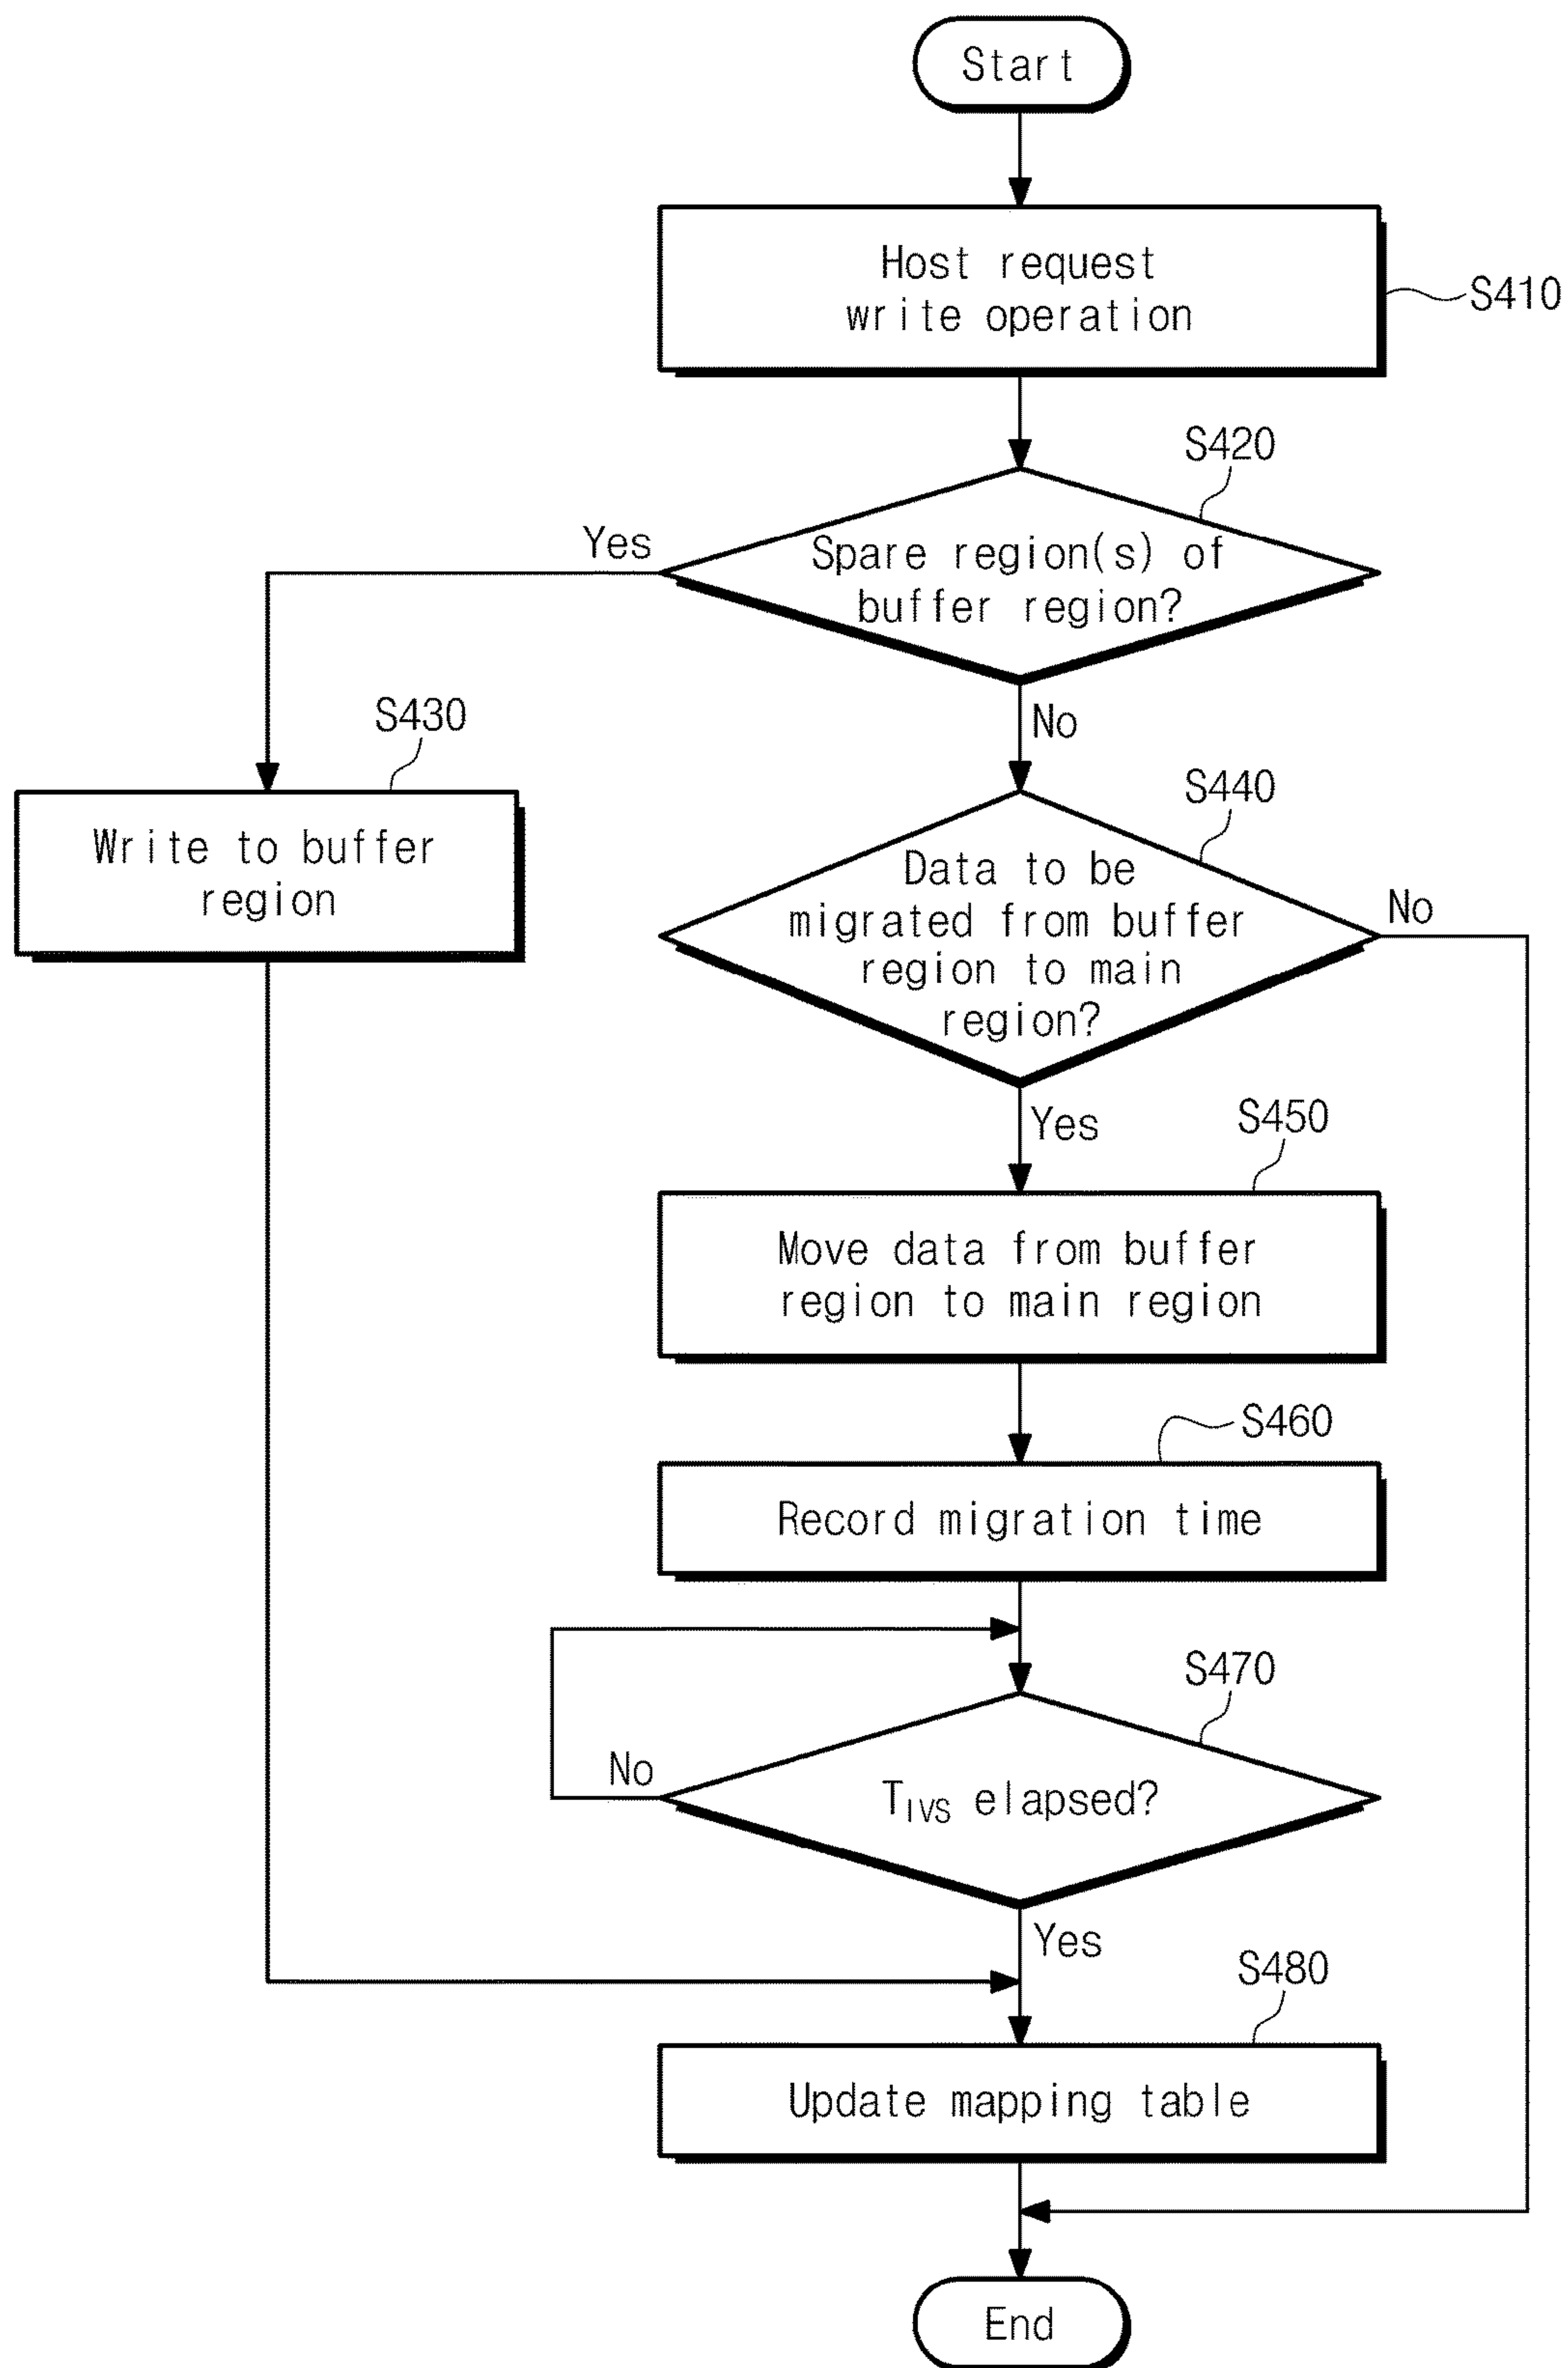 Start
Host request
write operation
S410
S420
Yes
Spare region(s) of
buffer region?
No
S430
Write to buffer
region
S440
Data to be
migrated from buffer
region to main
region?
No
Yes
S450
Move data from buffer
region to main region
S460
Record migration time
S470
No
TIVS elapsed?
Yes
S480
Update mapping table
End